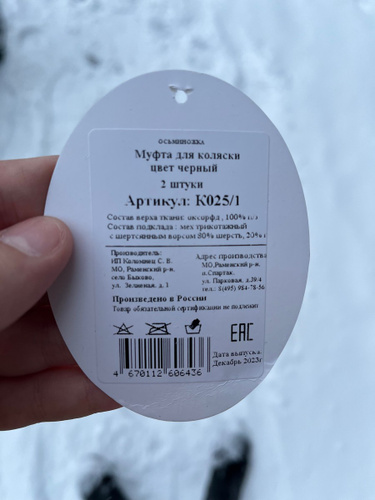 ОСЬМИНОЖКА
Муфта для коляски
цвет черный
2 штуки
Артикул: К025/1
Состав верха ткани: оксфорд, 100% п/э
Состав подклада: мех трикотажный
с шерстяным ворсом 80% шерсть, 20% п
Производитель:
ИП Коломиец С. В.
МО, Раменский р-н.
село Быково,
ул. Зеленая, д. 1
Адрес производства
МО, Раменский р-н.
п.Спартак,
ул. Парковая, д.39 а
тел.: 8(495) 984-78-56
Произведено в России
Товар обязательной сертификации не подлежит
EAC
Дата выпуска
Декабрь 2023г
4 670112 606436